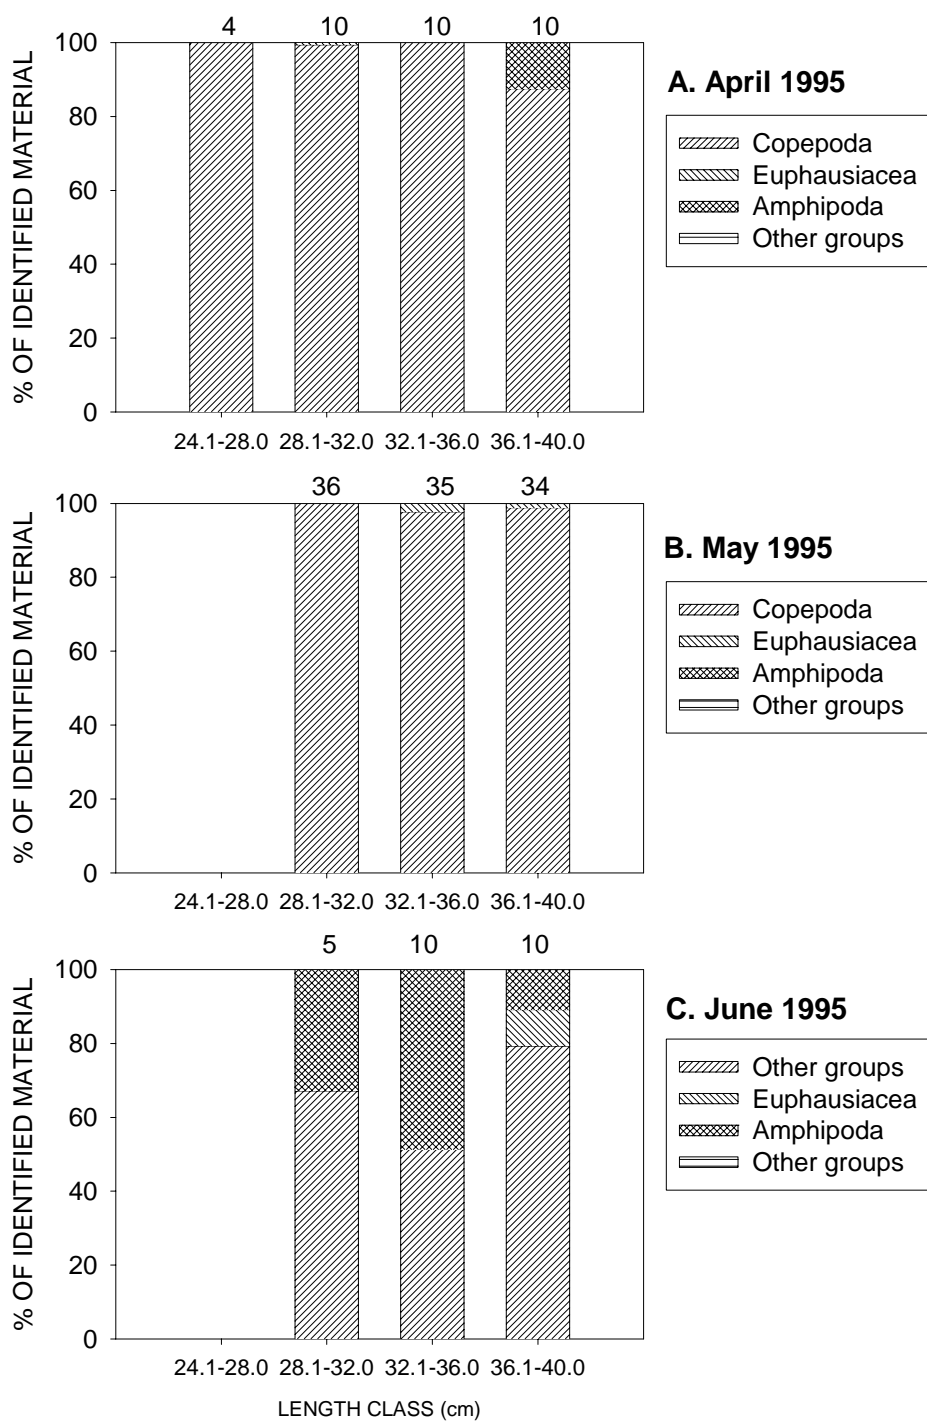 4 10 10 10
100
80
60
40
20
0
% OF IDENTIFIED MATERIAL
24.1-28.0 28.1-32.0 32.1-36.0 36.1-40.0
A. April 1995
Copepoda
Euphausiacea
Amphipoda
Other groups
36 35 34
100
80
60
40
20
0
% OF IDENTIFIED MATERIAL
24.1-28.0 28.1-32.0 32.1-36.0 36.1-40.0
B. May 1995
Copepoda
Euphausiacea
Amphipoda
Other groups
5 10 10
100
80
60
40
20
0
% OF IDENTIFIED MATERIAL
24.1-28.0 28.1-32.0 32.1-36.0 36.1-40.0
LENGTH CLASS (cm)
C. June 1995
Other groups
Euphausiacea
Amphipoda
Other groups